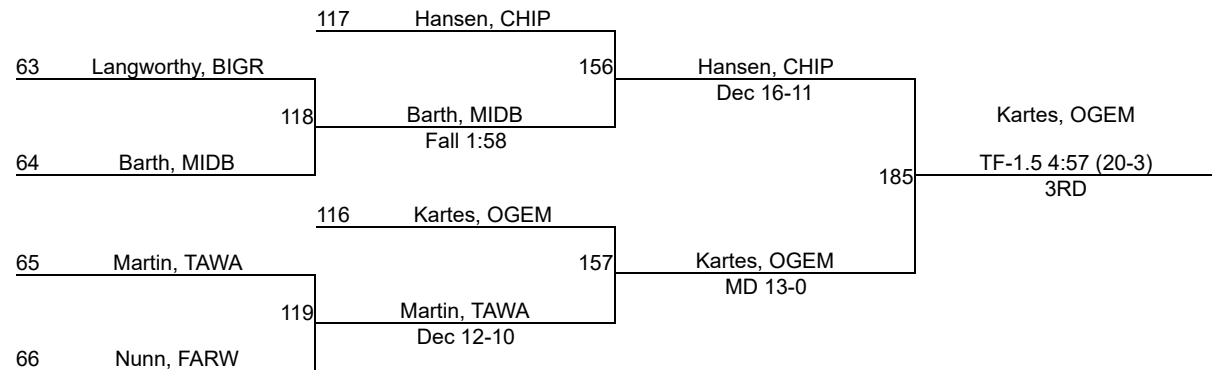 117 Hansen, CHIP
63 Langworthy, BIGR
156 Hansen, CHIP
Dec 16-11
118 Barth, MIDB
Fall 1:58
Kartes, OGEM
64 Barth, MIDB
185 TF-1.5 4:57 (20-3)
3RD
116 Kartes, OGEM
65 Martin, TAWA
157 Kartes, OGEM
MD 13-0
119 Martin, TAWA
Dec 12-10
66 Nunn, FARW